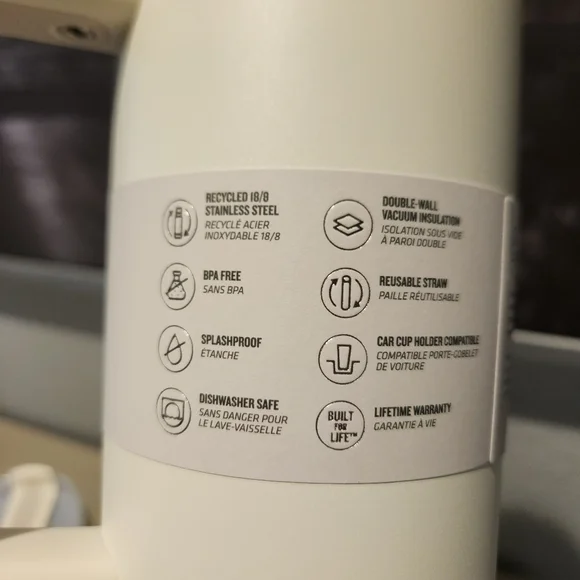 RECYCLED 18/8
STAINLESS STEEL
RECYCLÉ ACIER
INOXYDABLE 18/8
BPA FREE
SANS BPA
SPLASHPROOF
ÉTANCHE
DISHWASHER SAFE
SANS DANGER POUR
LE LAVE-VAISSELLE
DOUBLE-WALL
VACUUM INSULATION
ISOLATION SOUS VIDE
À PAROI DOUBLE
REUSABLE STRAW
PAILLE RÉUTILISABLE
CAR CUP HOLDER COMPATIBLE
COMPATIBLE PORTE-GOBELET
DE VOITURE
BUILT
FOR
LIFE™
LIFETIME WARRANTY
GARANTIE À VIE